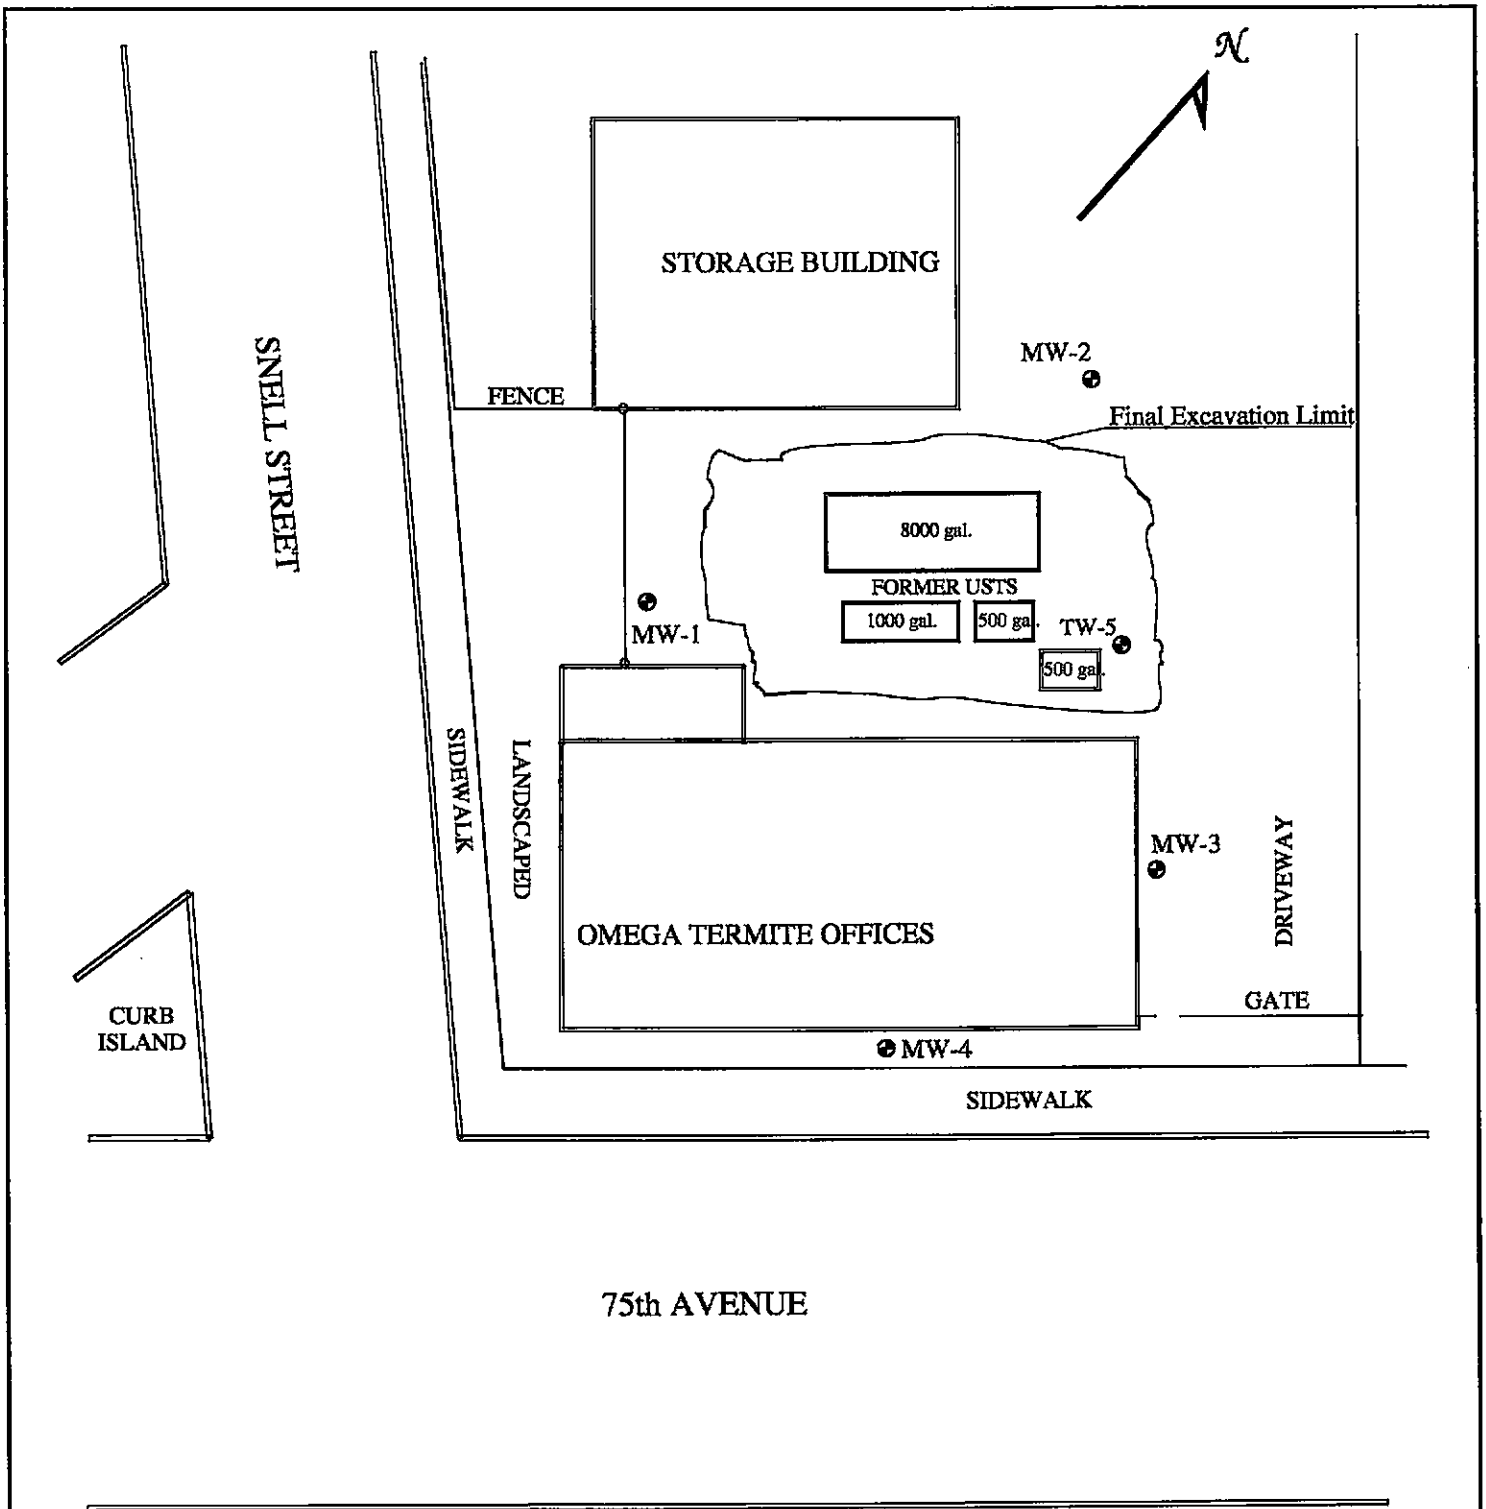 N
STORAGE BUILDING
SNELL STREET
MW-2
FENCE
Final Excavation Limit
8000 gal.
FORMER USTS
1000 gal.
500 gal.
TW-5
MW-1
500 gal.
SIDEWALK
LANDSCAPED
MW-3
DRIVEWAY
OMEGA TERMITE OFFICES
GATE
CURB
ISLAND
MW-4
SIDEWALK
75th AVENUE